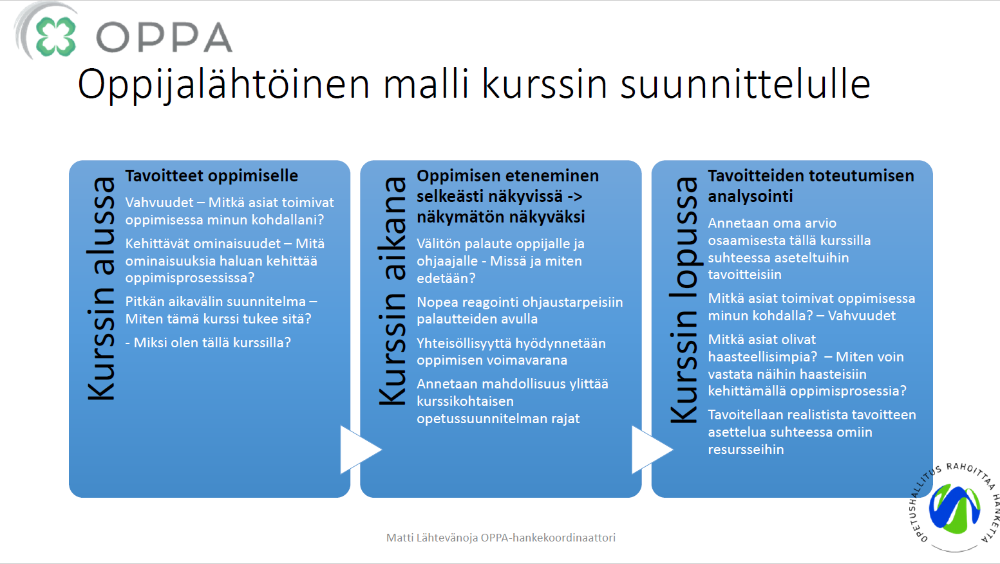 OPPA
Oppijalähtöinen malli kurssin suunnittelulle
Kurssin alussa
Tavoitteet oppimiselle
Vahvuudet – Mitkä asiat toimivat
oppimisessa minun kohdallani?
Kehittävät ominaisuudet – Mitä
ominaisuuksia haluan kehittää
oppimisprosessissa?
Pitkän aikavälin suunnitelma –
Miten tämä kurssi tukee sitä?
- Miksi olen tällä kurssilla?
Kurssin aikana
Oppimisen eteneminen
selkeästi näkyvissä ->
näkymätön näkyväksi
Välitön palaute oppijalle ja
ohjaajalle - Missä ja miten
edetään?
Nopea reagointi ohjaustarpeisiin
palautteiden avulla
Yhteisöllisyyttä hyödynnetään
oppimisen voimavarana
Annetaan mahdollisuus ylittää
kurssikohtaisen
opetussuunnitelman rajat
Kurssin lopussa
Tavoitteiden toteutumisen
analysointi
Annetaan oma arvio
osaamisesta tällä kurssilla
suhteessa aseteltuihin
tavoitteisiin
Mitkä asiat toimivat oppimisessa
minun kohdalla? – Vahvuudet
Mitkä asiat olivat
haasteellisimpia?  – Miten voin
vastata näihin haasteisiin
kehittämällä oppimisprosessia?
Tavoitellaan realistista tavoitteen
asettelua suhteessa omiin
resursseihin
OPETUSHALLITUS RAHOITTAA HANKETTA
Matti Lähtevänoja OPPA-hankekoordinaattori